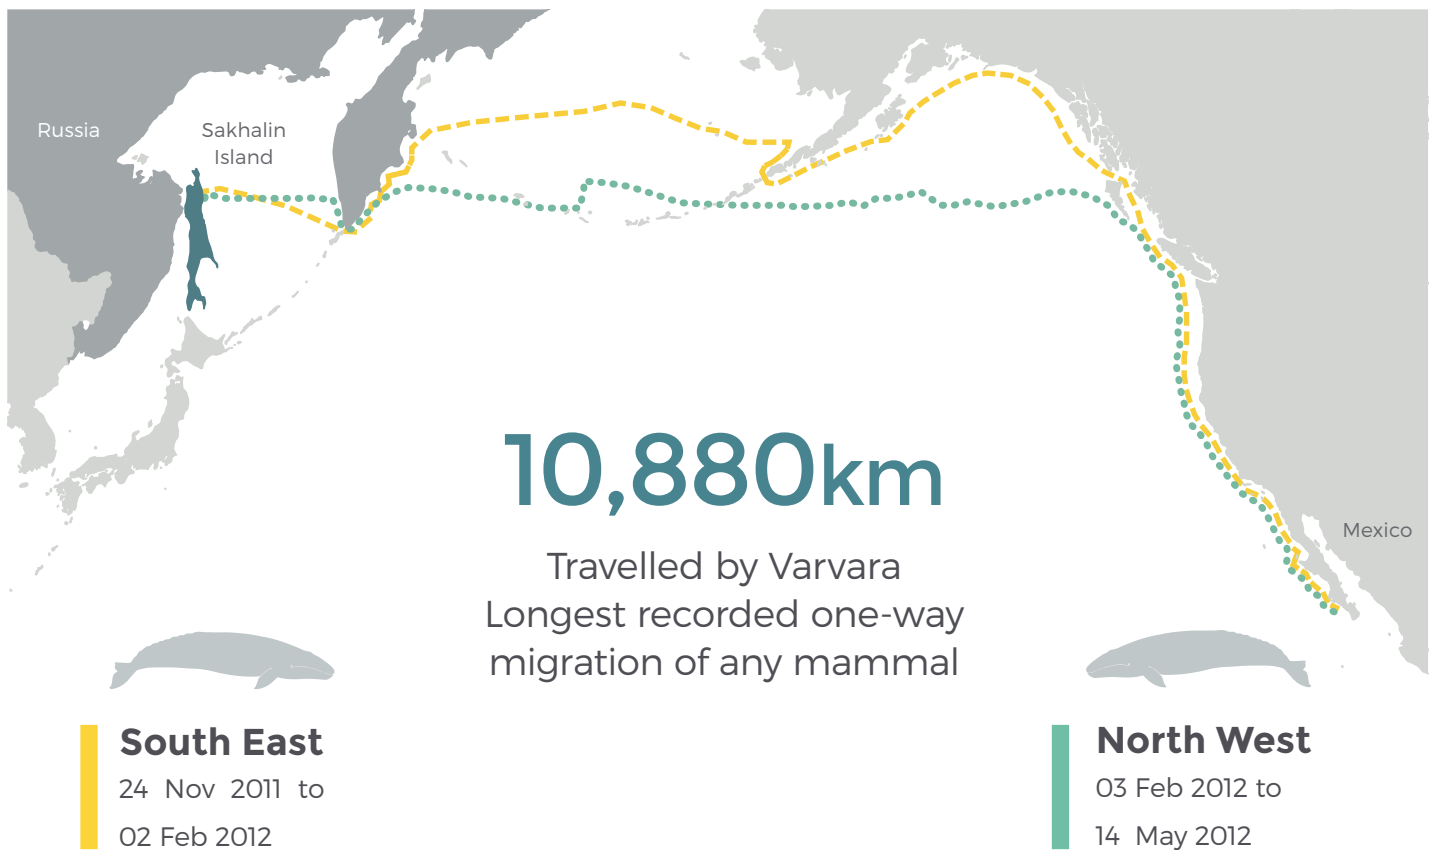 Russia
Sakhalin
Island
10,880km
Travelled by Varvara
Longest recorded one-way
migration of any mammal
Mexico
South East
24 Nov 2011 to
02 Feb 2012
North West
03 Feb 2012 to
14 May 2012